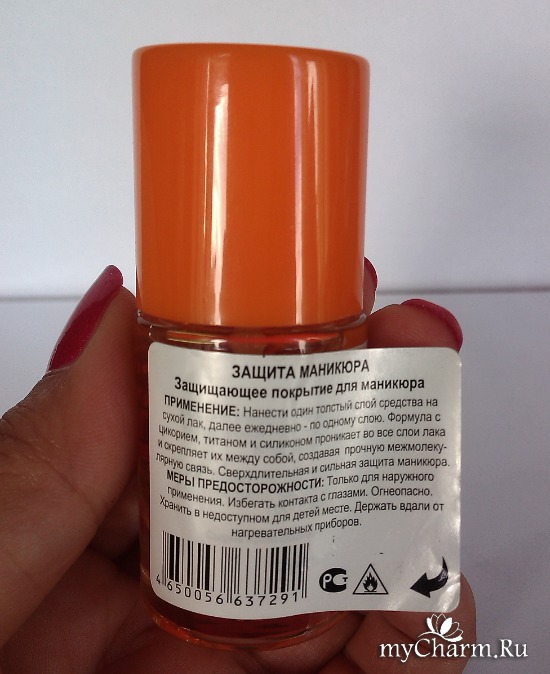 ЗАЩИТА МАНИКЮРА
Защищающее покрытие для маникюра
ПРИМЕНЕНИЕ: Нанести один толстый слой средства на
сухой лак, далее ежедневно - по одному слою. Формула с
цикорием, титаном и силиконом проникает во все слои лака
и скрепляет их между собой, создавая прочную межмолеку-
лярную связь. Сверхдлительная и сильная защита маникюра.
МЕРЫ ПРЕДОСТОРОЖНОСТИ: Только для наружного
применения. Избегать контакта с глазами. Огнеопасно.
Хранить в недоступном для детей месте. Держать вдали от
нагревательных приборов.
4 650056 637291
РСТ
myCharm.Ru